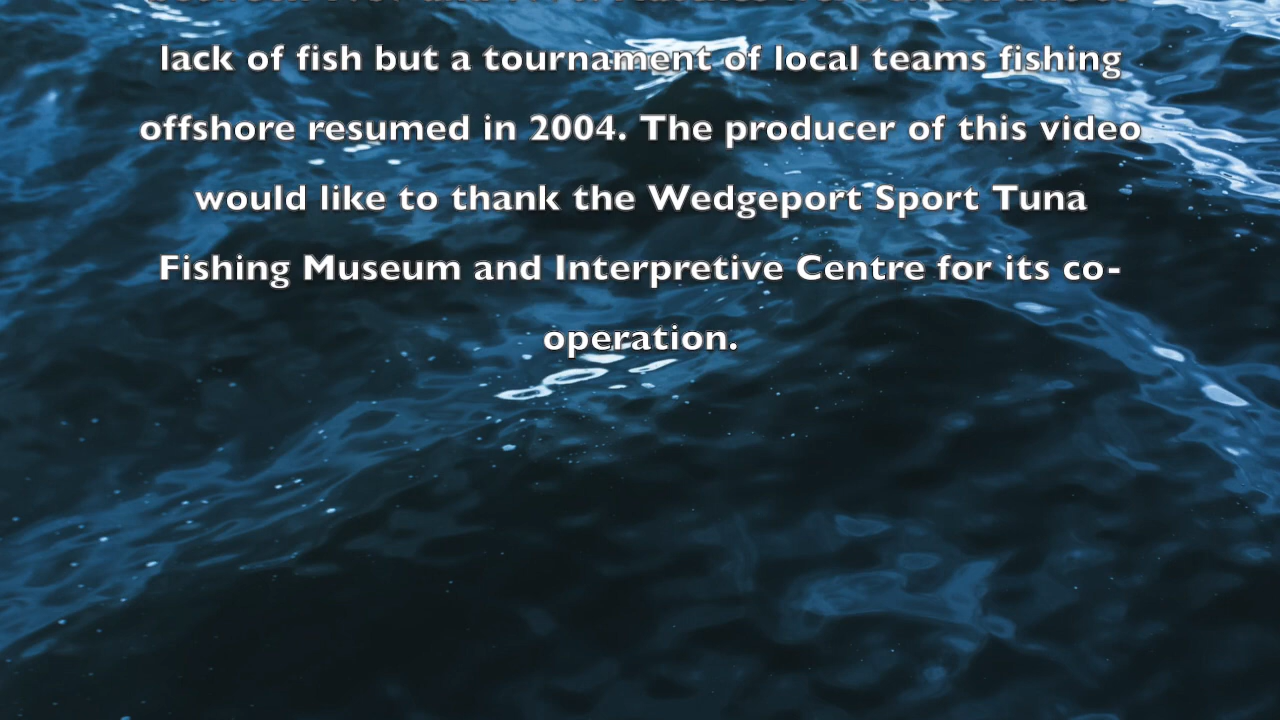 lack of fish but a tournament of local teams fishing
offshore resumed in 2004. The producer of this video
would like to thank the Wedgeport Sport Tuna
Fishing Museum and Interpretive Centre for its co-
operation.